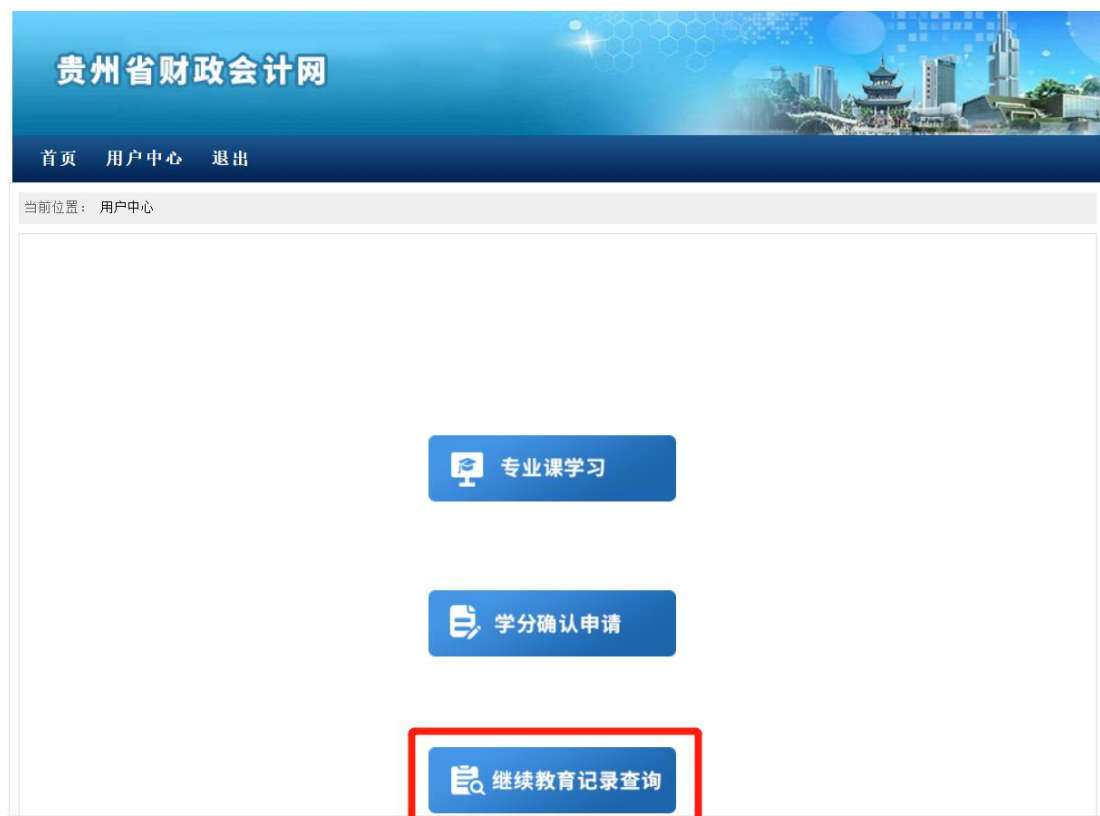 贵州省财政会计网
首页 用户中心 退出
当前位置： 用户中心
专业课学习
学分确认申请
继续教育记录查询